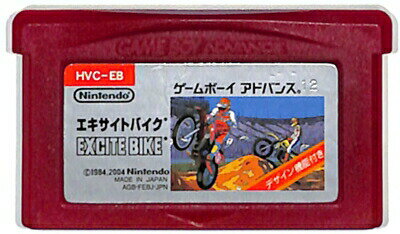 GAME BOY ADVANCE
HVC-EB
Nintendo
ゲームボーイ アドバンス 12
エキサイトバイク
EXCITE BIKE
デザイン機能付き
©1984,2004 Nintendo
MADE IN JAPAN
AGB-FEBJ-JPN